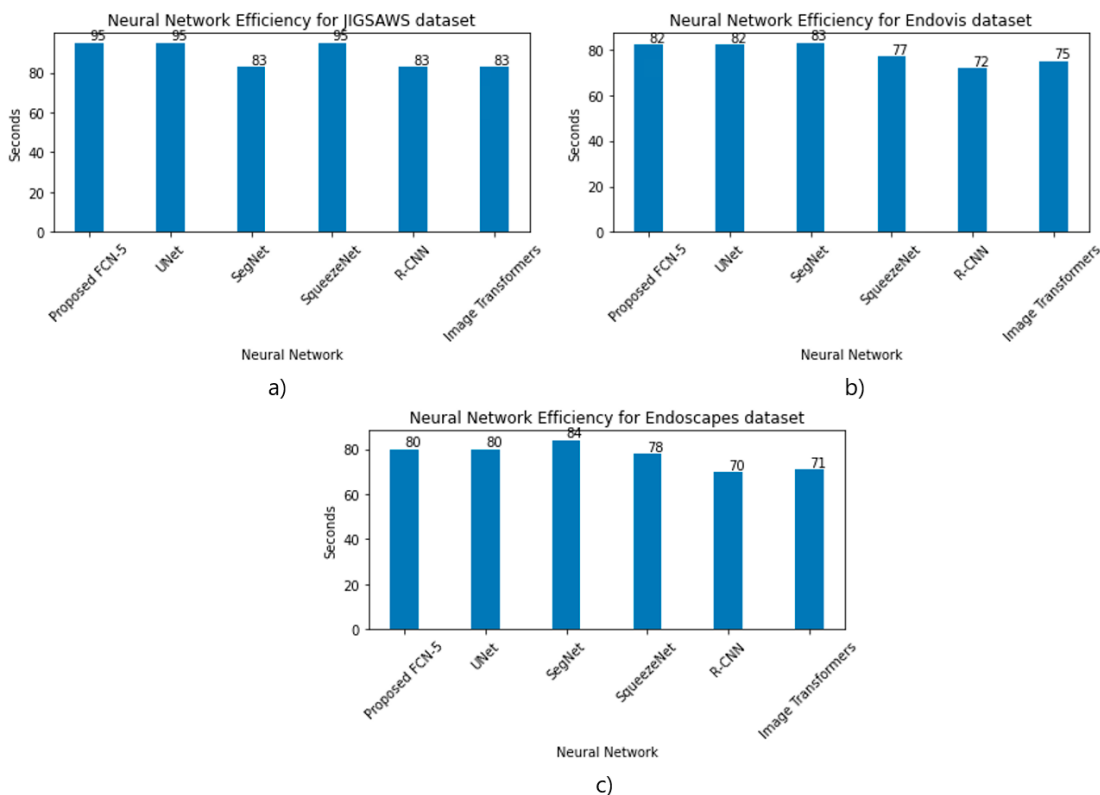 Neural Network Efficiency for JIGSAWS dataset
95 95 83 95 83 83
80
60
40
20
0
Seconds
Proposed FCN-5 UNet SegNet SqueezeNet R-CNN Image Transformers
Neural Network
a)
Neural Network Efficiency for Endovis dataset
82 82 83 77 72 75
80
60
40
20
0
Seconds
Proposed FCN-5 UNet SegNet SqueezeNet R-CNN Image Transformers
Neural Network
b)
Neural Network Efficiency for Endoscapes dataset
80 80 84 78 70 71
80
60
40
20
0
Seconds
Proposed FCN-5 UNet SegNet SqueezeNet R-CNN Image Transformers
Neural Network
c)